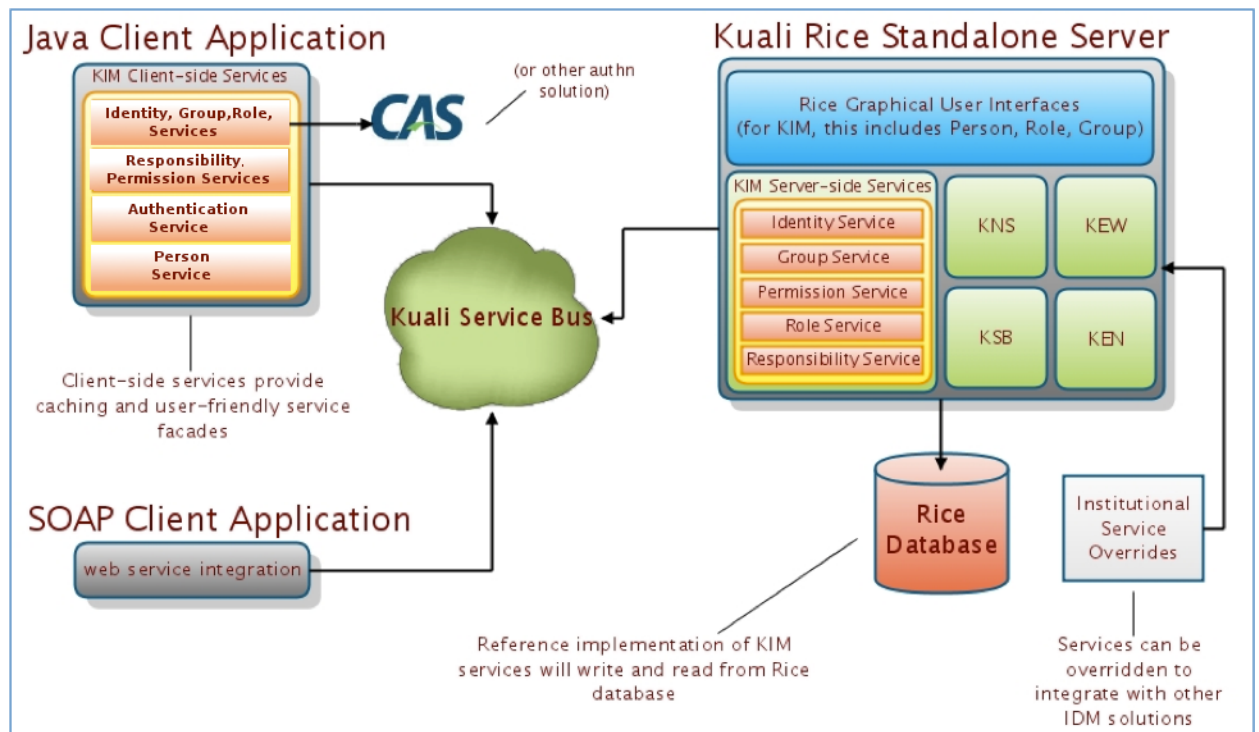 Java Client Application
KIM Client-side Services
Identity, Group,Role,
Services
Responsibility,
Permission Services
Authentication
Service
Person
Service
Client-side services provide
caching and user-friendly service
facades
CAS
(or other authn
solution)
Kuali Service Bus
SOAP Client Application
web service integration
Kuali Rice Standalone Server
Rice Graphical User Interfaces
(for KIM, this includes Person, Role, Group)
KIM Server-side Services
Identity Service
Group Service
Permission Service
Role Service
Responsibility Service
KNS
KEW
KSB
KEN
Rice
Database
Reference implementation of KIM
services will write and read from Rice
database
Institutional
Service
Overrides
Services can be
overridden to
integrate with other
IDM solutions